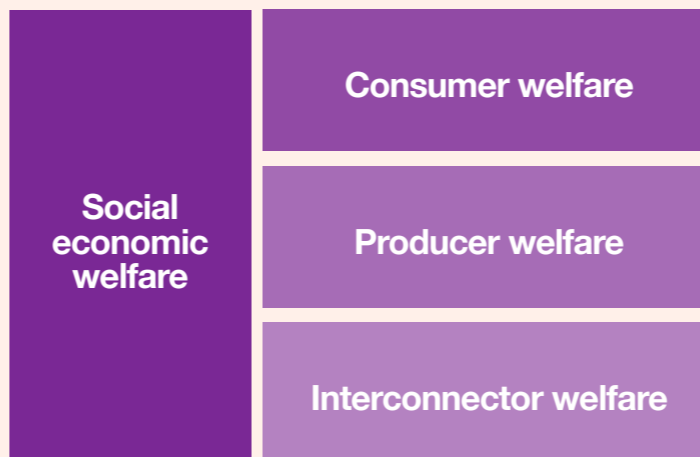 Social
economic
welfare
Consumer welfare
Producer welfare
Interconnector welfare